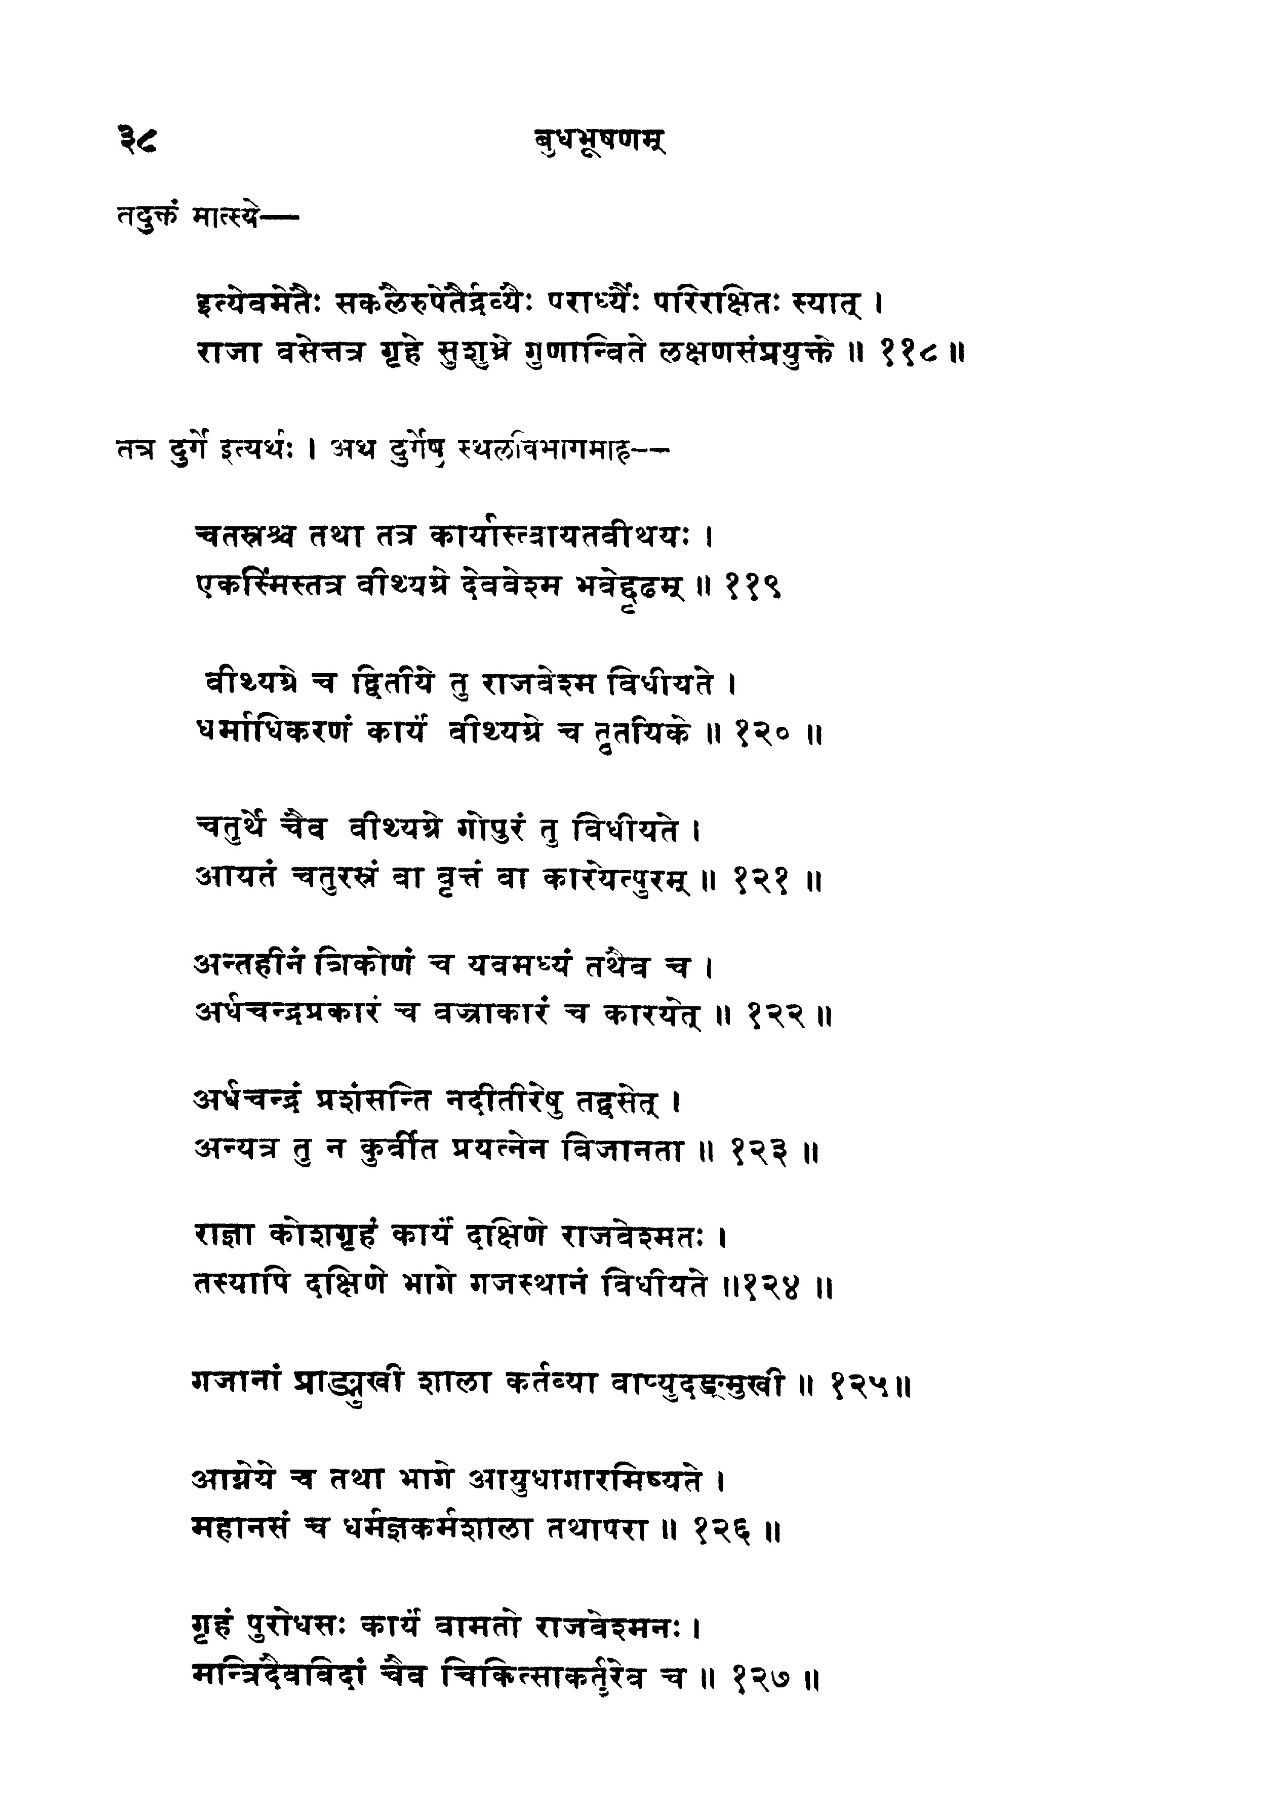 ३८ बुधभूषणम्
तदुक्तं मात्स्ये—
इत्येवमेतैः सकलैरुपेतैर्द्रव्यैः परार्ध्यैः परिरक्षितः स्यात् ।
राजा वसेत्तत्र गृहे सुशुभ्रे गुणान्विते लक्षणसंप्रयुक्ते ॥ ११८ ॥
तत्र दुर्गे इत्यर्थः । अथ दुर्गेषु स्थलविभागमाह--
चतस्रश्च तथा तत्र कार्यास्त्वायतवीथयः ।
एकस्मिंस्तत्र वीथ्यग्रे देववेश्म भवेद्दृढम् ॥ ११९
वीथ्यग्रे च द्वितीये तु राजवेश्म विधीयते ।
धर्माधिकरणं कार्यं वीथ्यग्रे च तृतयिके ॥ १२० ॥
चतुर्थे चैव वीथ्यग्रे गोपुरं तु विधीयते ।
आयतं चतुरस्रं वा वृत्तं वा कारयेत्पुरम् ॥ १२१ ॥
अन्तहीनं त्रिकोणं च यवमध्यं तथैव च ।
अर्धचन्द्रप्रकारं च वज्राकारं च कारयेत् ॥ १२२ ॥
अर्धचन्द्रं प्रशंसन्ति नदीतीरेषु तद्वसेत् ।
अन्यत्र तु न कुर्वीत प्रयत्नेन विजानता ॥ १२३ ॥
राज्ञा कोशगृहं कार्यं दक्षिणे राजवेश्मतः ।
तस्यापि दक्षिणे भागे गजस्थानं विधीयते ॥१२४ ॥
गजानां प्राङ्मुखी शाला कर्तव्या वाप्युदङ्मुखी ॥ १२५॥
आग्नेये च तथा भागे आयुधागारमिष्यते ।
महानसं च धर्मज्ञकर्मशाला तथापरा ॥ १२६ ॥
गृहं पुरोधसः कार्यं वामतो राजवेश्मनः ।
मन्त्रिदैवविदां चैव चिकित्साकर्तुरेव च ॥ १२७ ॥